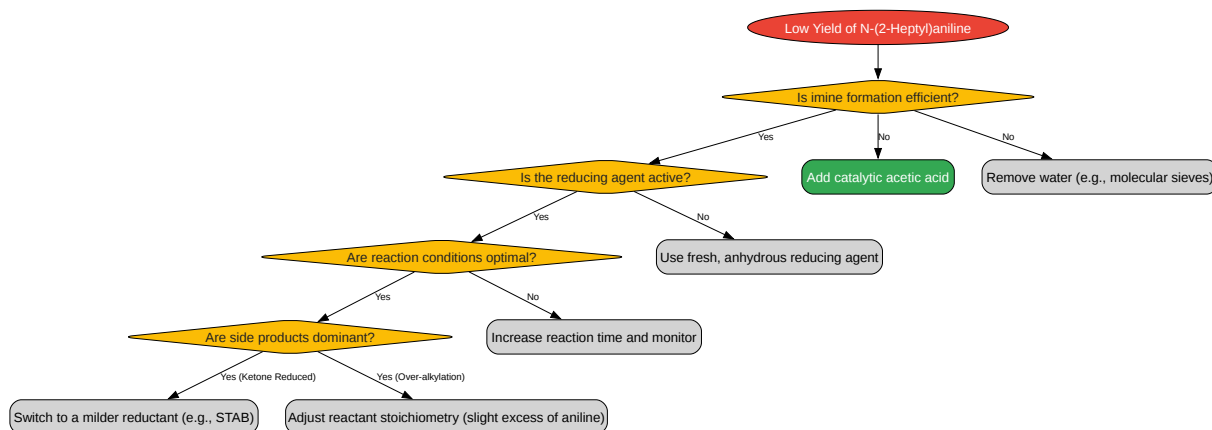 Low Yield of N-(2-Heptyl)aniline
Is imine formation efficient?
Yes
No
No
Is the reducing agent active?
Add catalytic acetic acid
Remove water (e.g., molecular sieves)
Yes
No
Are reaction conditions optimal?
Use fresh, anhydrous reducing agent
Yes
No
Are side products dominant?
Increase reaction time and monitor
Yes (Ketone Reduced)
Yes (Over-alkylation)
Switch to a milder reductant (e.g., STAB)
Adjust reactant stoichiometry (slight excess of aniline)